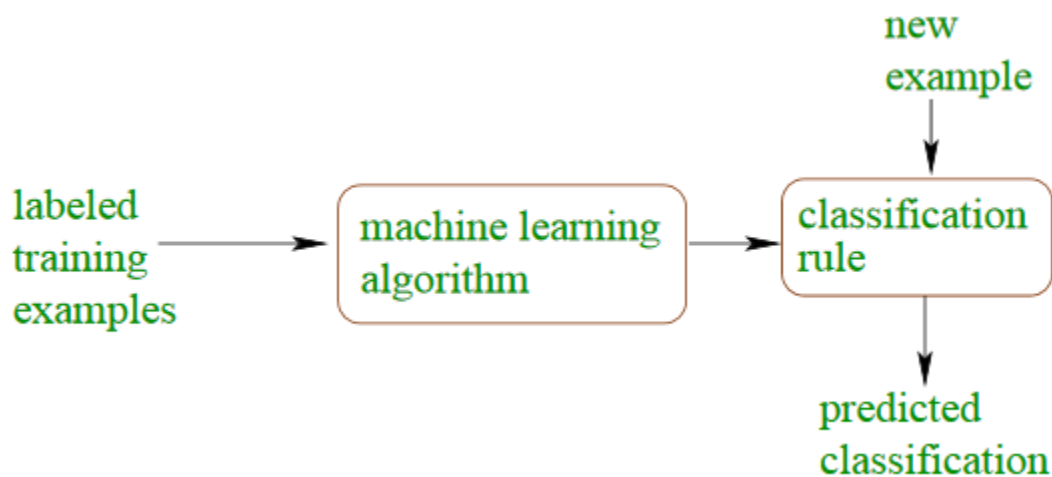 new
example
labeled
training
examples
machine learning
algorithm
classification
rule
predicted
classification